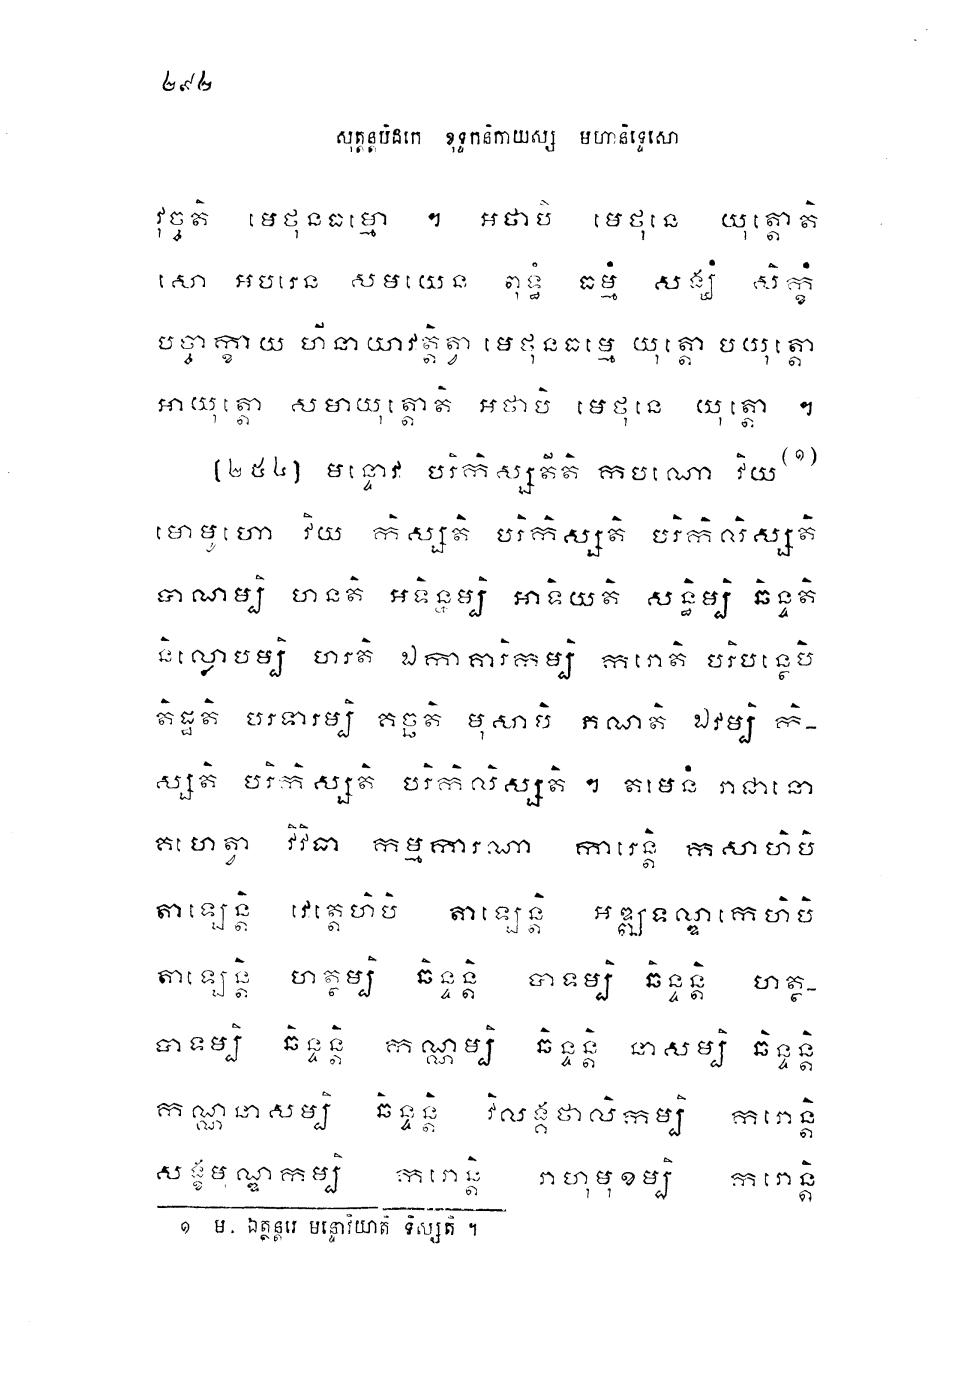 ២៩២
សុត្តន្តបិដកេ ខុទ្ទកនិកាយស្ស មហានិទ្ទេសោ
វុច្ចតិ មេថុនធម្មោ ។ អថាបិ មេថុនេ យុត្តោតិ
សោ អបរេន សមយេន ពុទ្ធំ ធម្មំ សង្ឃំ សិក្ខំ
បច្ចាក្ខាយ ហីនាយាវត្តិត្វា មេថុនធម្មេ យុត្តោ បយុត្តោ
អាយុត្តោ សមាយុត្តោតិ អថាបិ មេថុនេ យុត្តោ ។
[២៥៤] មន្ទោវ បរិកិស្សតីតិ កបណោ វិយ(១)
មោមូហោ វិយ កិស្សតិ បរិកិស្សតិ បរិកិលិស្សតិ
បាណម្បិ ហនតិ អទិន្នម្បិ អាទិយតិ សន្ធិម្បិ ឆិន្ទតិ
និល្លោបម្បិ ហរតិ ឯកាគារិកម្បិ ករោតិ បរិបន្ថេបិ
តិដ្ឋតិ បរទារម្បិ គច្ឆតិ មុសាបិ ភណតិ ឯវម្បិ កិ-
ស្សតិ បរិកិស្សតិ បរិកិលិស្សតិ ។ តមេនំ រាជានោ
គហេត្វា វិវិធា កម្មការណា ការេន្តិ កសាហិបិ
តាឡេន្តិ វេត្តេហិបិ តាឡេន្តិ អឌ្ឍទណ្ឌកេហិបិ
តាឡេន្តិ ហត្ថម្បិ ឆិន្ទន្តិ បាទម្បិ ឆិន្ទន្តិ ហត្ថ-
បាទម្បិ ឆិន្ទន្តិ កណ្ណម្បិ ឆិន្ទន្តិ នាសម្បិ ឆិន្ទន្តិ
កណ្ណនាសម្បិ ឆិន្ទន្តិ វិលង្គថាលិកម្បិ ករោន្តិ
សង្ខមុណ្ឌកម្បិ ករោន្តិ រាហុមុខម្បិ ករោន្តិ
១ ម. ឯត្ថន្តរេ មន្ទោវិយាតិ ទិស្សតិ ។